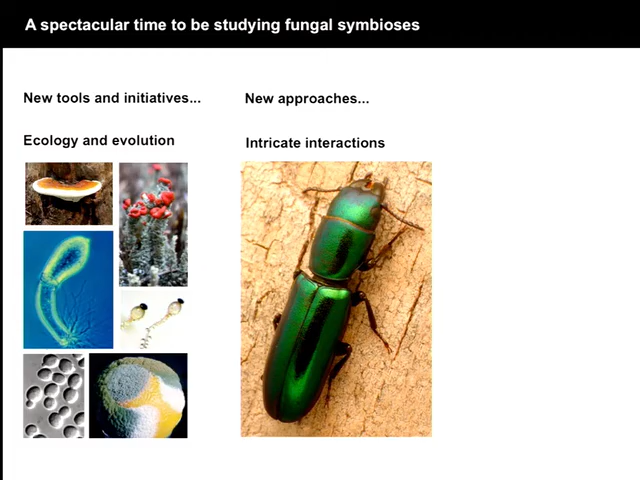 A spectacular time to be studying fungal symbioses
New tools and initiatives...
New approaches...
Ecology and evolution
Intricate interactions